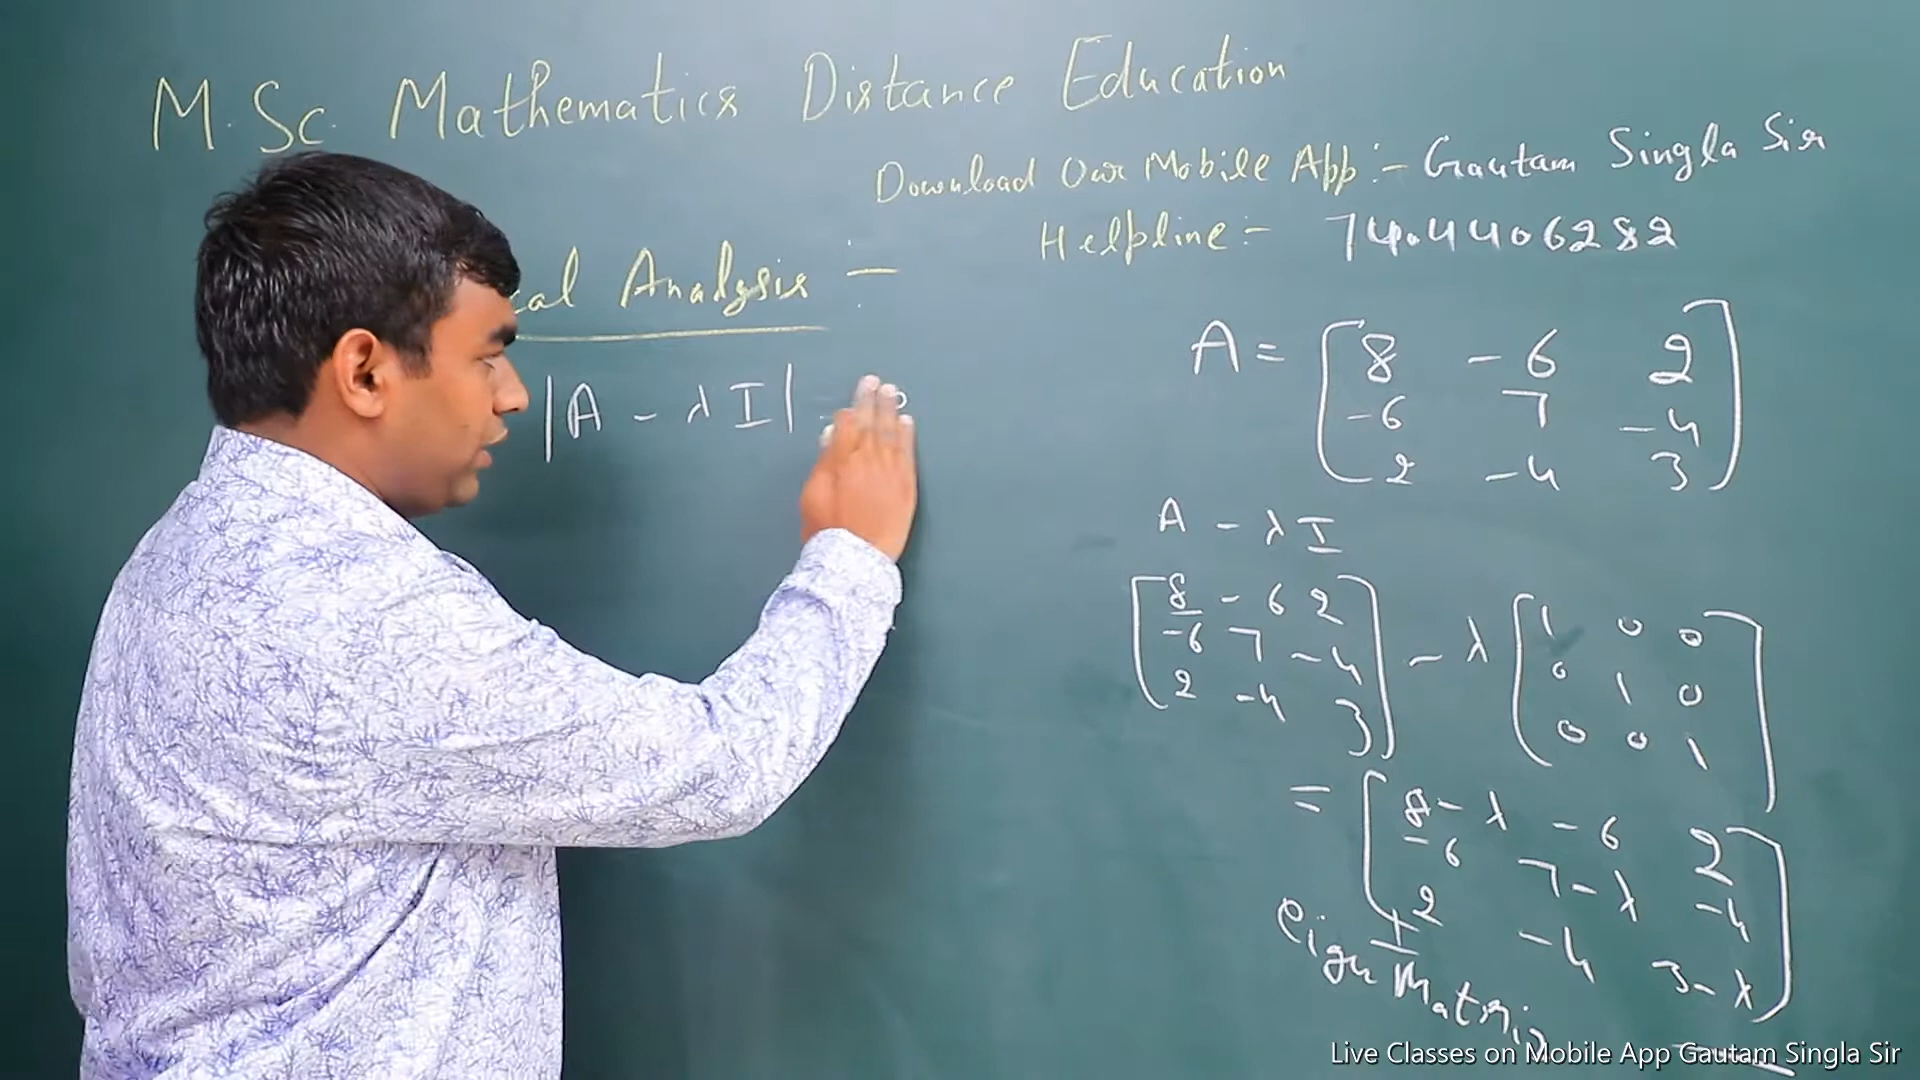 M.Sc. Mathematics Distance Education
Download Our Mobile App :- Gautam Singla Sir
Helpline :- 7404406282
Analysis :-
|A - λI|
A = [8 -6 2
-6 7 -4
2 -4 3]
A - λI
[8 -6 2
-6 7 -4
2 -4 3] - λ [1 0 0
0 1 0
0 0 1]
= [8-λ -6 2
-6 7-λ -4
2 -4 3-λ]
Eigen Matrix
Live Classes on Mobile App Gautam Singla Sir